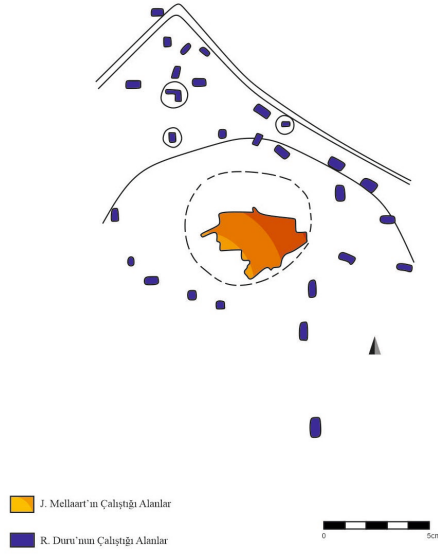 J. Mellaart'ın Çalıştığı Alanlar
R. Duru'nun Çalıştığı Alanlar
0 5cm